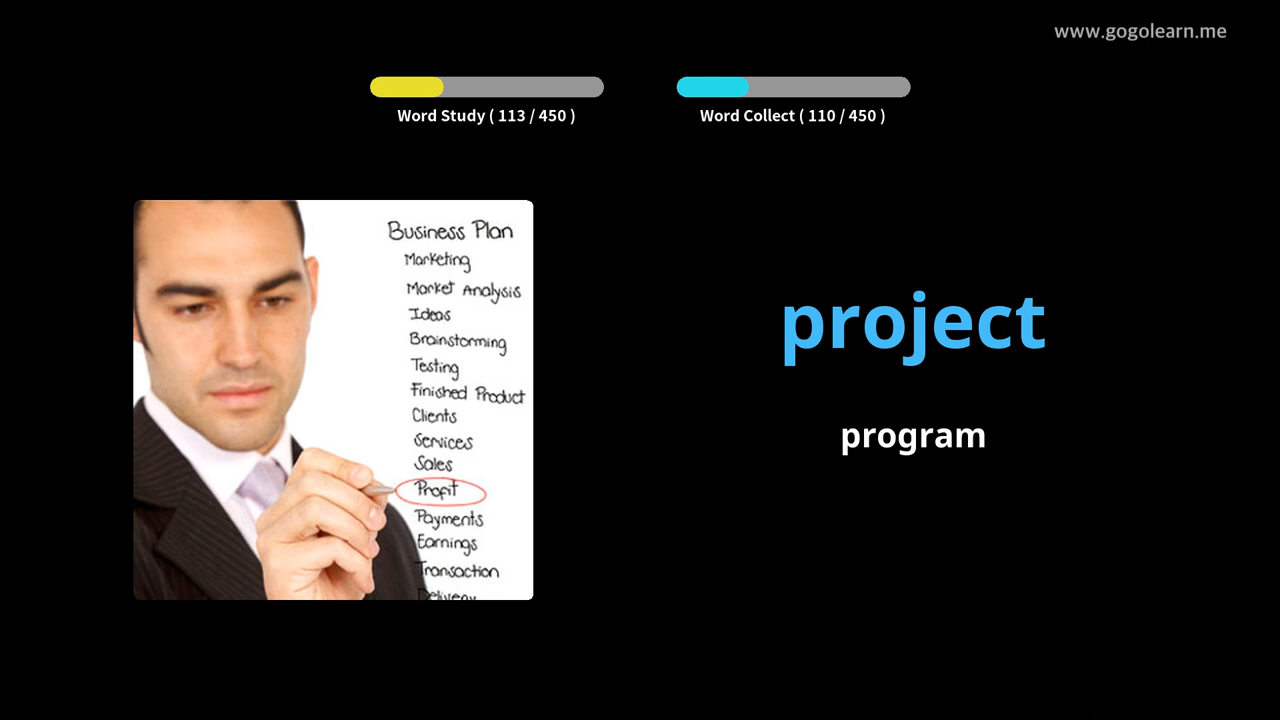 www.gogolearn.me
Word Study ( 113 / 450 )
Word Collect ( 110 / 450 )
Business Plan
Marketing
Market Analysis
Ideas
Brainstorming
Testing
Finished Product
Clients
Services
Sales
Profit
Payments
Earnings
Transaction
Delivery
project
program